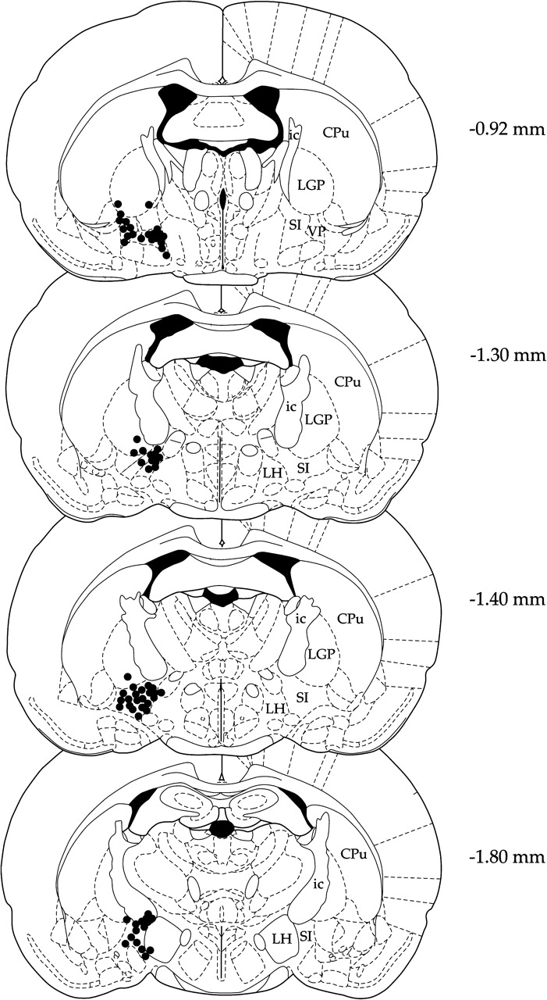 -0.92 mm
ic
CPu
LGP
SI
VP
-1.30 mm
CPu
ic
LGP
LH
SI
-1.40 mm
ic
CPu
LGP
SI
LH
-1.80 mm
CPu
ic
LH
SI